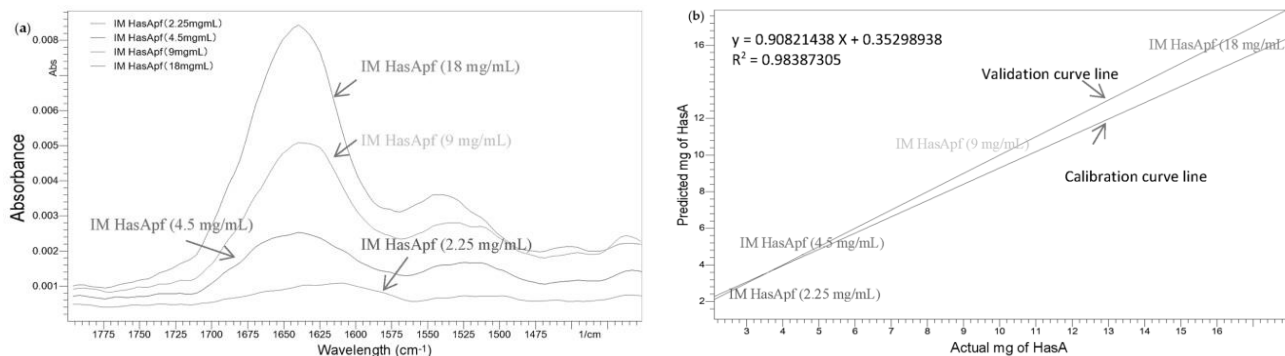 (a)
IM HasApf(2.25mgmL)
IM HasApf(4.5mgmL)
IM HasApf(9mgmL)
IM HasApf(18mgmL)
0.008
Abs
0.006
0.005
0.004
0.003
0.002
0.001
Absorbance
IM HasApf (18 mg/mL)
IM HasApf (9 mg/mL)
IM HasApf (4.5 mg/mL)
IM HasApf (2.25 mg/mL)
1775 1750 1725 1700 1675 1650 1625 1600 1575 1550 1525 1500 1475 1/cm
Wavelength (cm⁻¹)
(b)
y = 0.90821438 X + 0.35298938
R² = 0.98387305
IM HasApf (18 mg/mL)
Validation curve line
IM HasApf (9 mg/mL)
Calibration curve line
IM HasApf (4.5 mg/mL)
IM HasApf (2.25 mg/mL)
16
14
12
10
8
6
4
2
Predicted mg of HasA
3 4 5 6 7 8 9 10 11 12 13 14 15 16
Actual mg of HasA